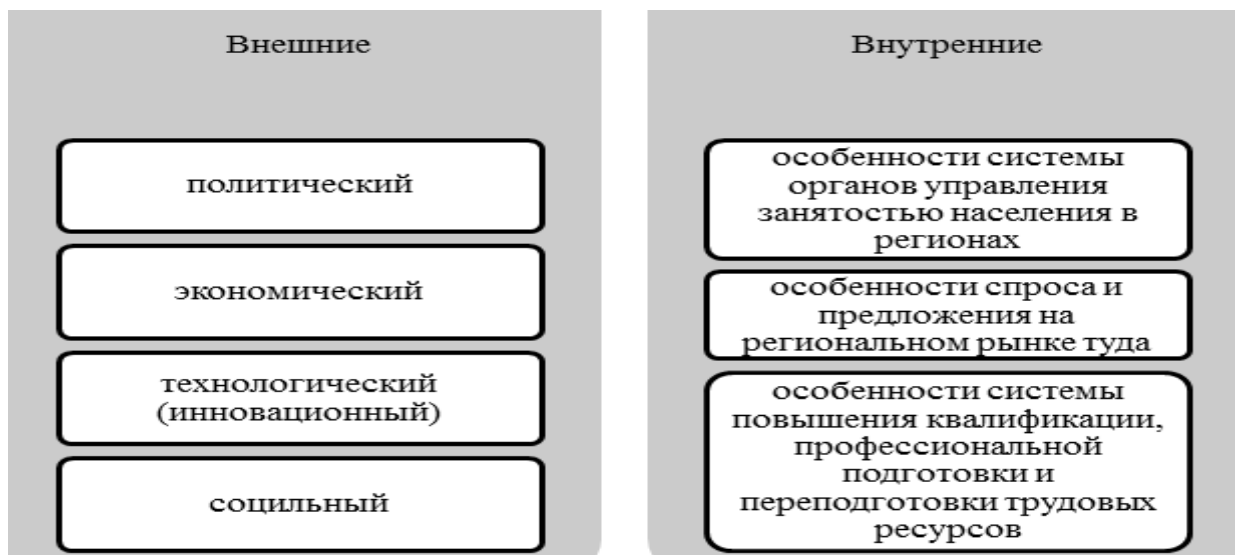 Внешние
политический
экономический
технологический
(инновационный)
социльный
Внутренние
особенности системы
органов управления
занятостью населения в
регионах
особенности спроса и
предложения на
региональном рынке туда
особенности системы
повышения квалификации,
профессиональной
подготовки и
переподготовки трудовых
ресурсов